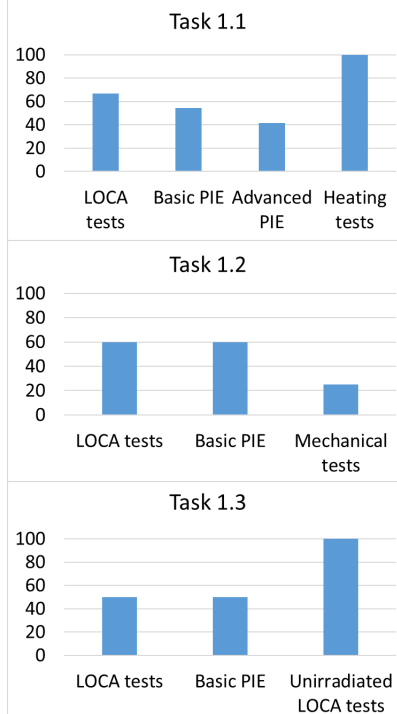 Task 1.1
100
80
60
40
20
0
LOCA tests
Basic PIE
Advanced PIE
Heating tests
Task 1.2
100
80
60
40
20
0
LOCA tests
Basic PIE
Mechanical tests
Task 1.3
100
80
60
40
20
0
LOCA tests
Basic PIE
Unirradiated LOCA tests